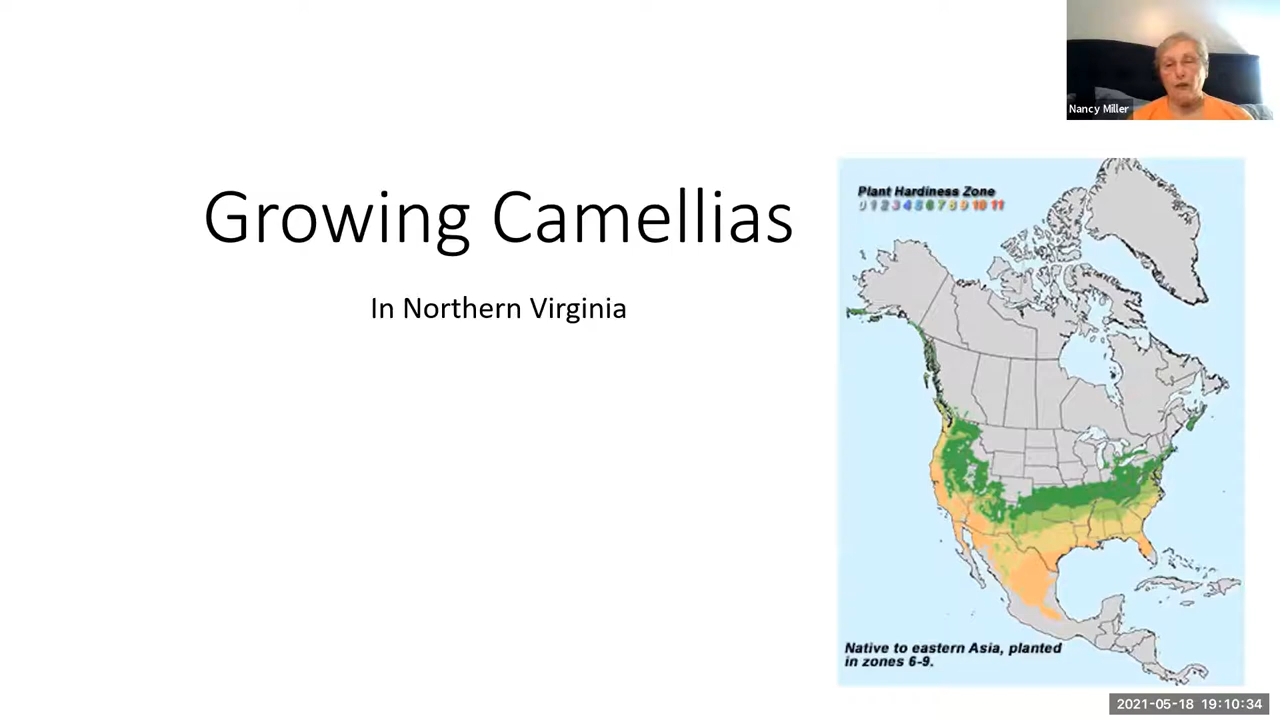 Nancy Miller
Growing Camellias
In Northern Virginia
Plant Hardiness Zone
0 1 2 3 4 5 6 7 8 9 10 11
Native to eastern Asia, planted
in zones 6-9.
2021-05-18 19:10:34